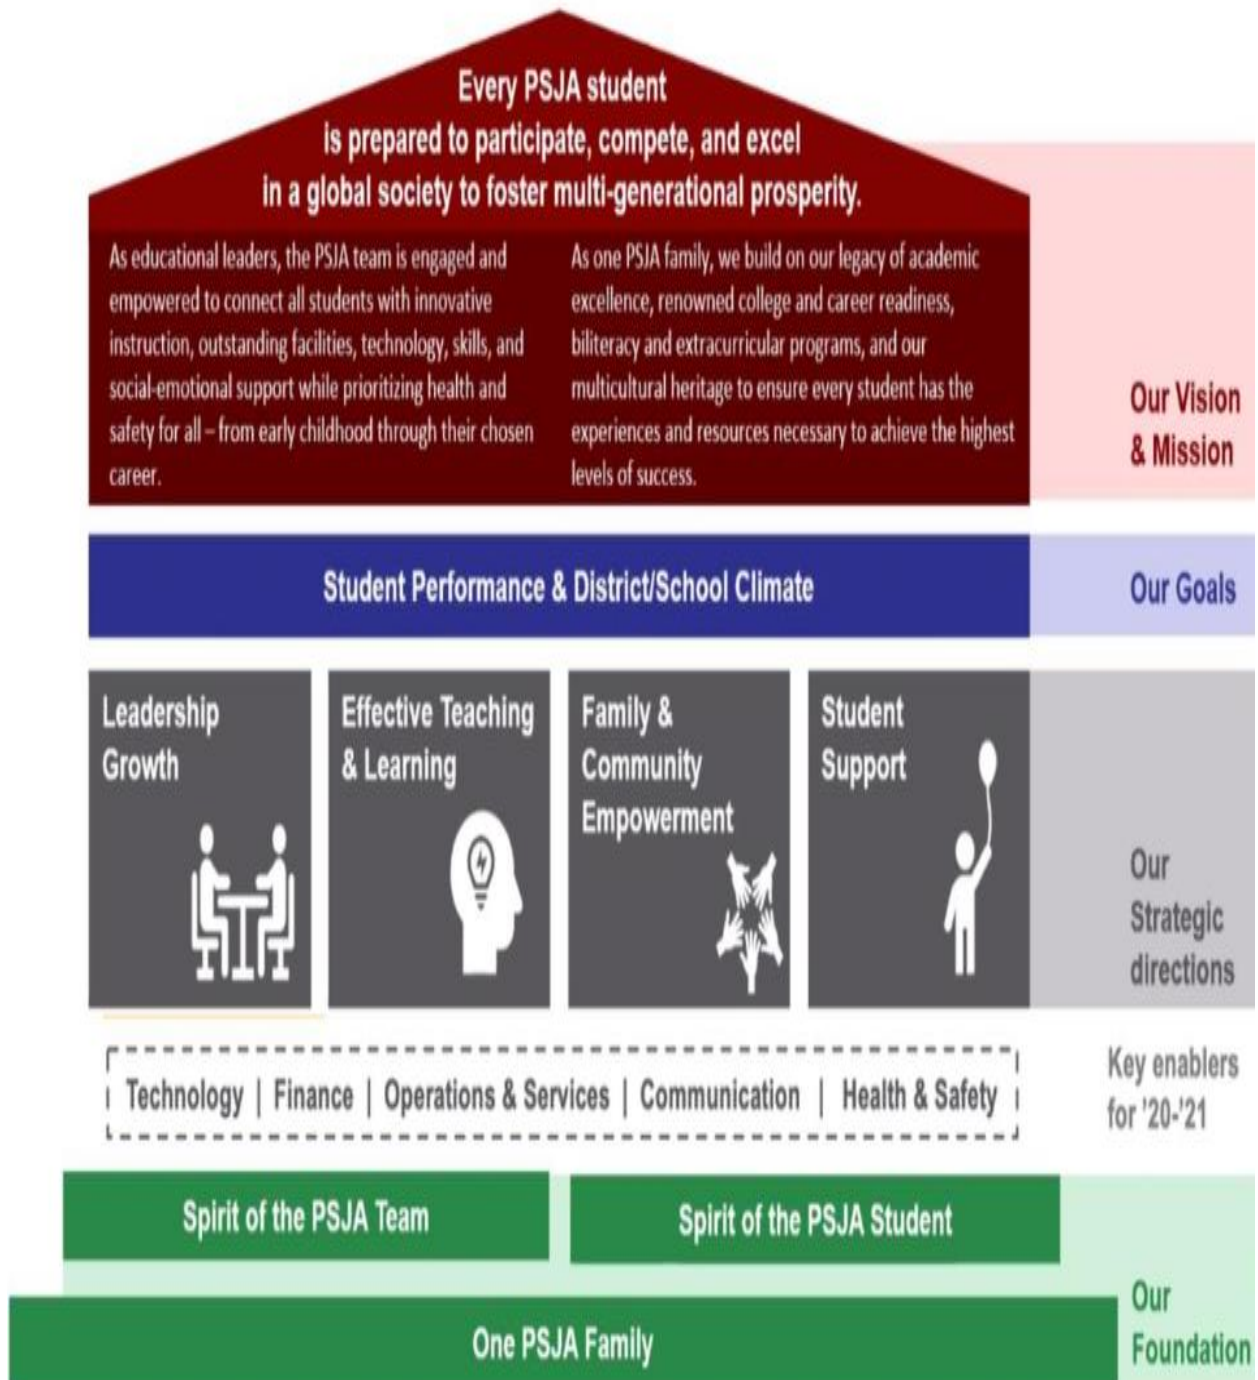 Every PSJA student
is prepared to participate, compete, and excel
in a global society to foster multi-generational prosperity.
As educational leaders, the PSJA team is engaged and
empowered to connect all students with innovative
instruction, outstanding facilities, technology, skills, and
social-emotional support while prioritizing health and
safety for all – from early childhood through their chosen
career.
As one PSJA family, we build on our legacy of academic
excellence, renowned college and career readiness,
biliteracy and extracurricular programs, and our
multicultural heritage to ensure every student has the
experiences and resources necessary to achieve the highest
levels of success.
Our Vision
& Mission
Student Performance & District/School Climate
Our Goals
Leadership
Growth
Effective Teaching
& Learning
Family &
Community
Empowerment
Student
Support
Our
Strategic
directions
Technology | Finance | Operations & Services | Communication | Health & Safety
Key enablers
for ’20-’21
Spirit of the PSJA Team
Spirit of the PSJA Student
One PSJA Family
Our
Foundation